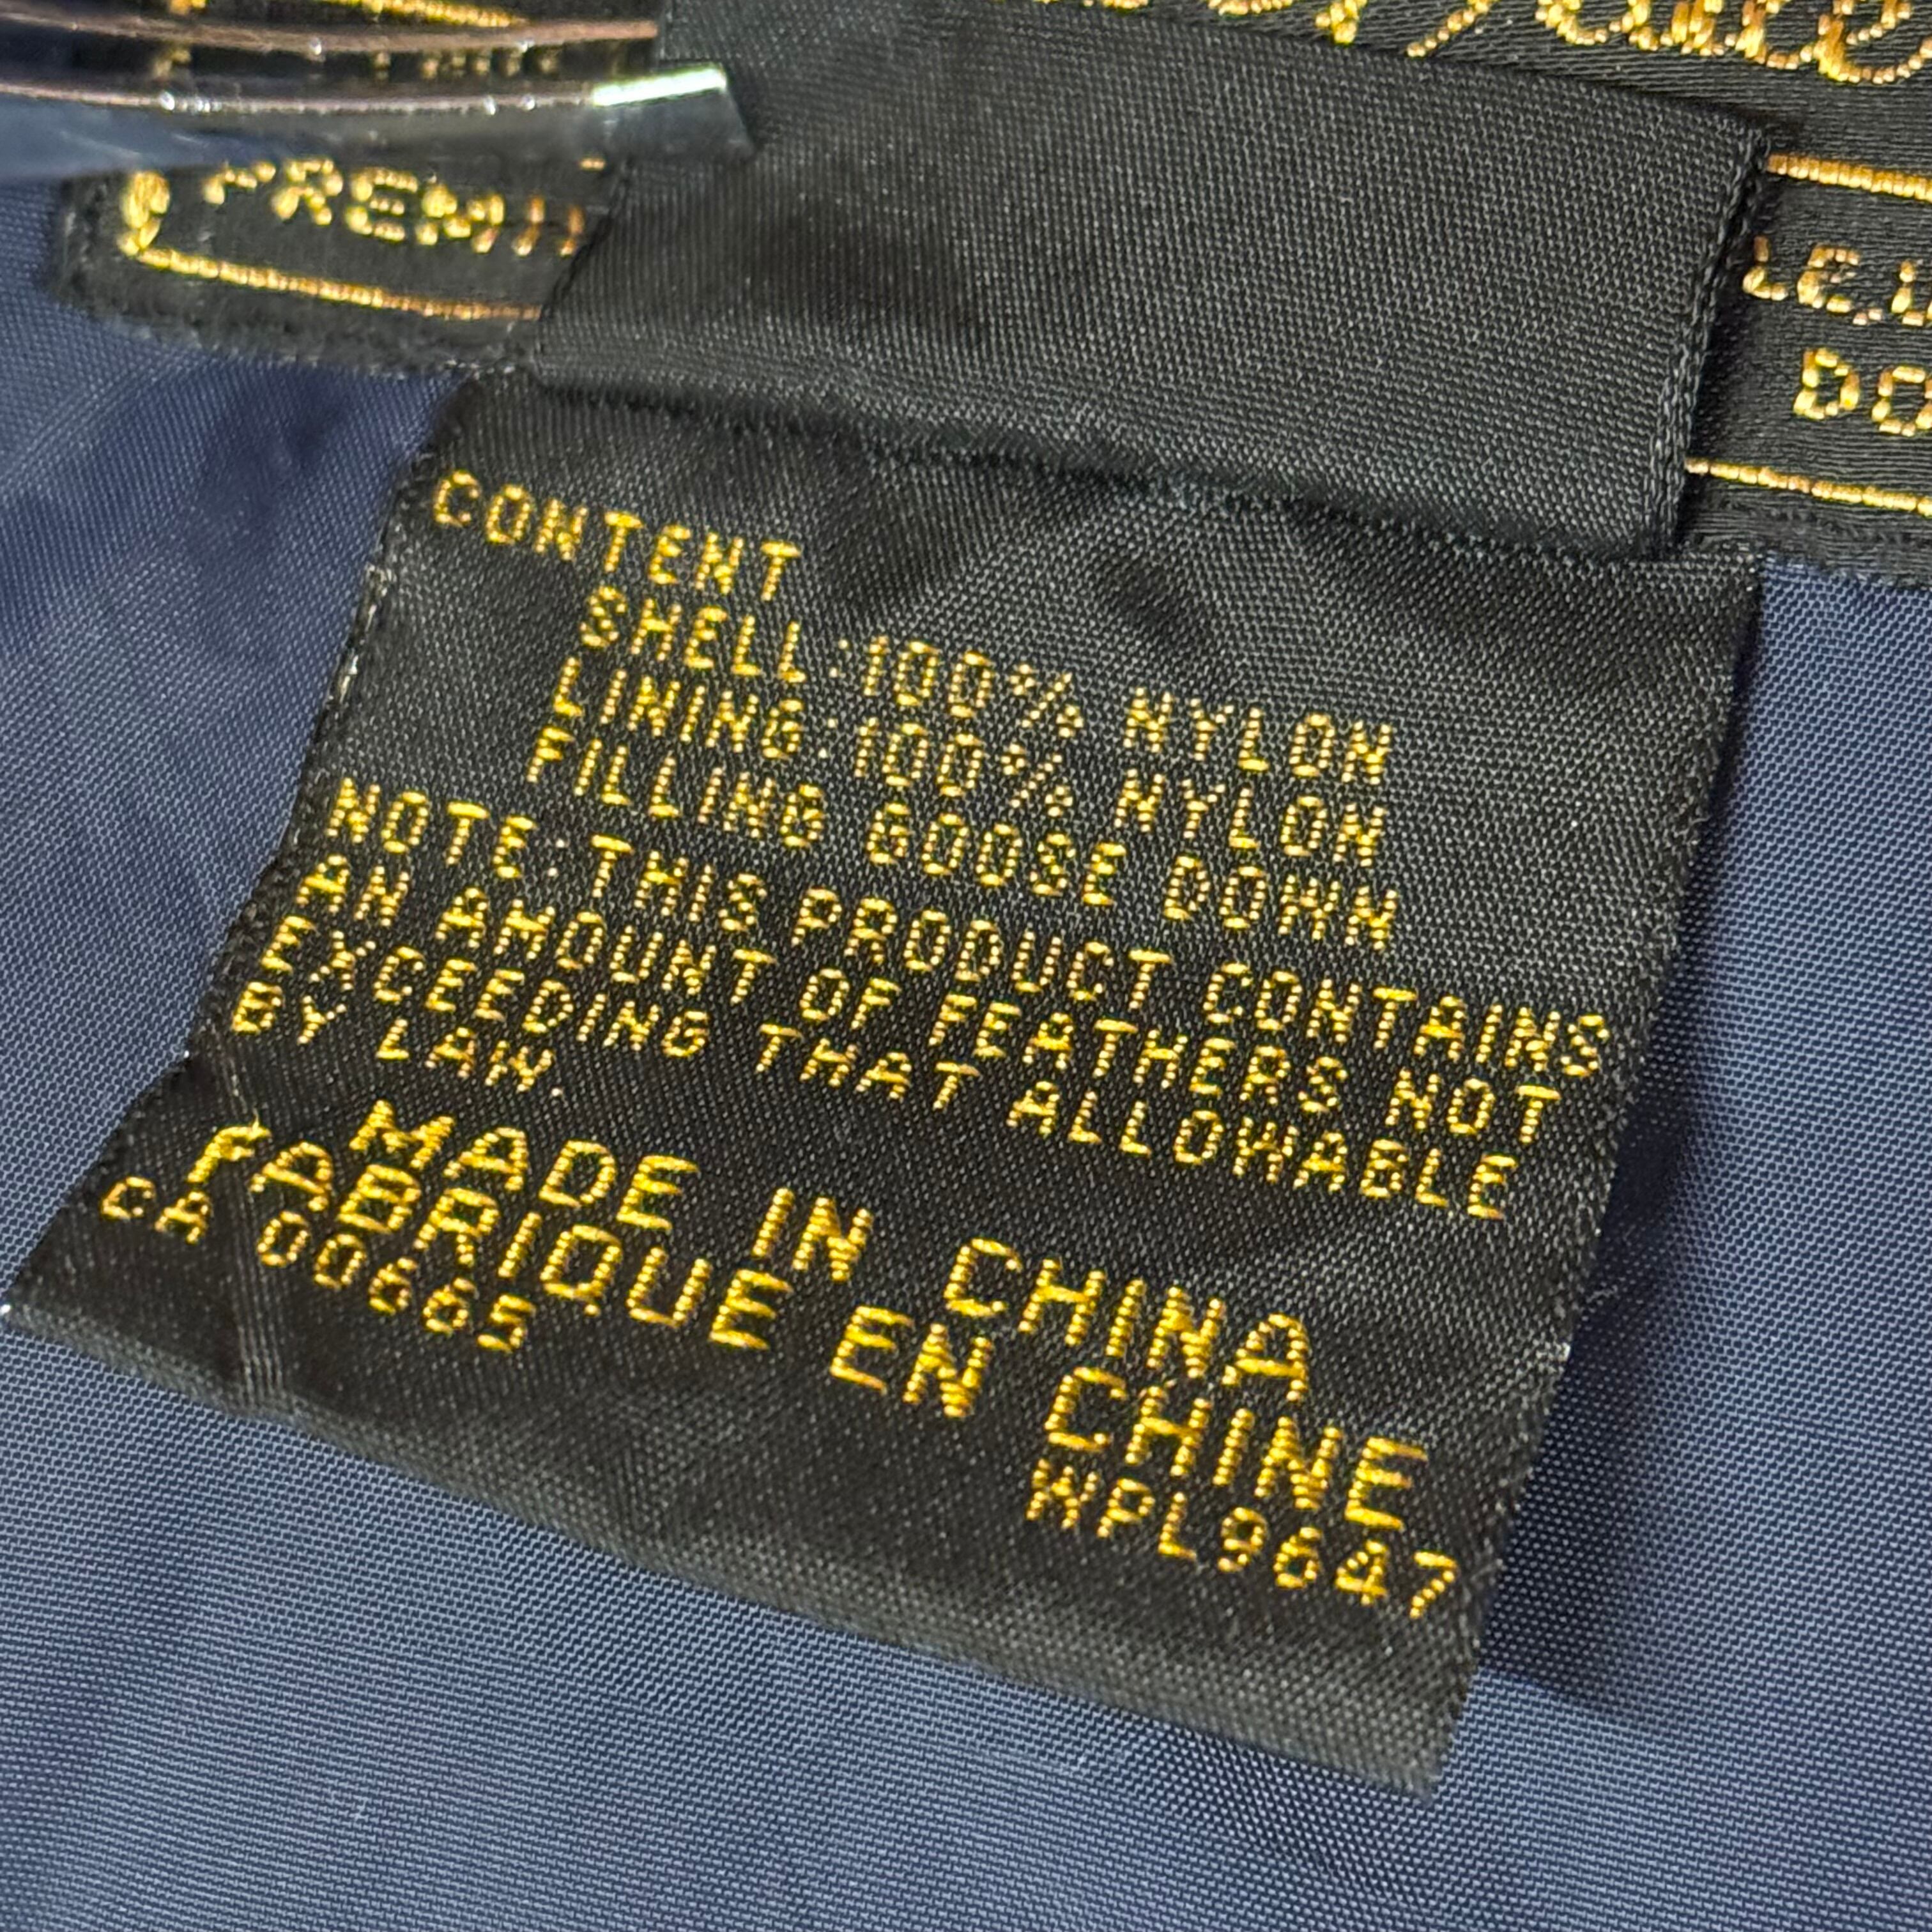 CONTENT
SHELL:100% NYLON
LINING:100% NYLON
FILLING GOOSE DOWN
NOTE:THIS PRODUCT CONTAINS
AN AMOUNT OF FEATHERS NOT
EXCEEDING THAT ALLOWABLE
BY LAW.
MADE IN CHINA
FABRIQUE EN CHINE
CA 00665
WPL9647